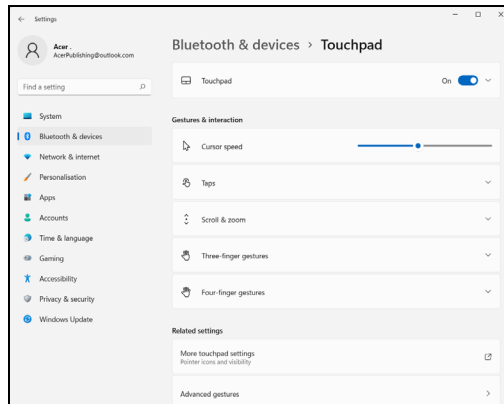 Settings
Acer .
AcerPublishing@outlook.com
Find a setting
System
Bluetooth & devices
Network & internet
Personalisation
Apps
Accounts
Time & language
Gaming
Accessibility
Privacy & security
Windows Update
Bluetooth & devices > Touchpad
Touchpad
On
Gestures & interaction
Cursor speed
Taps
Scroll & zoom
Three-finger gestures
Four-finger gestures
Related settings
More touchpad settings
Pointer icons and visibility
Advanced gestures